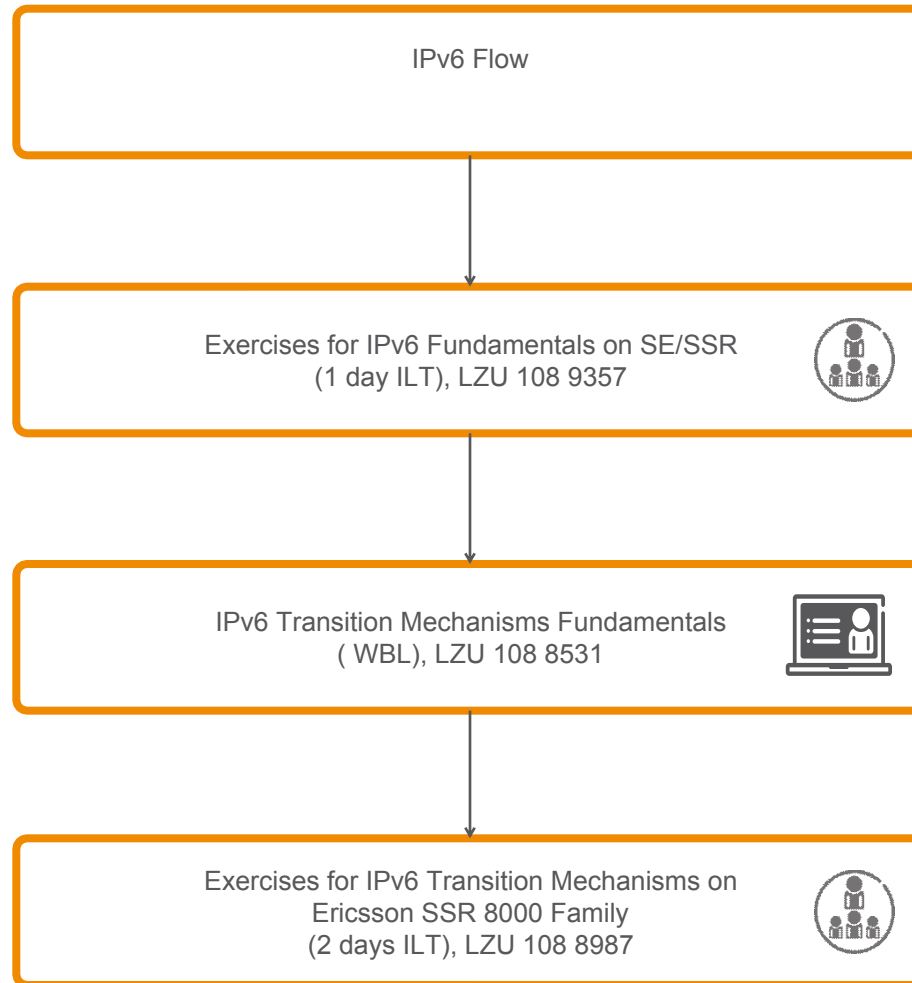 IPv6 Flow
Exercises for IPv6 Fundamentals on SE/SSR
(1 day ILT), LZU 108 9357
IPv6 Transition Mechanisms Fundamentals
( WBL), LZU 108 8531
Exercises for IPv6 Transition Mechanisms on
Ericsson SSR 8000 Family
(2 days ILT), LZU 108 8987